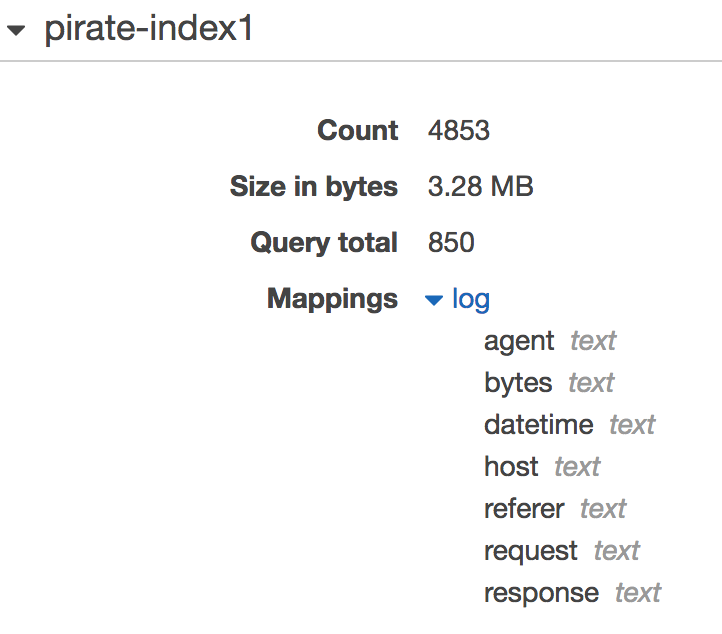 pirate-index1
Count 4853
Size in bytes 3.28 MB
Query total 850
Mappings log
agent text
bytes text
datetime text
host text
referer text
request text
response text